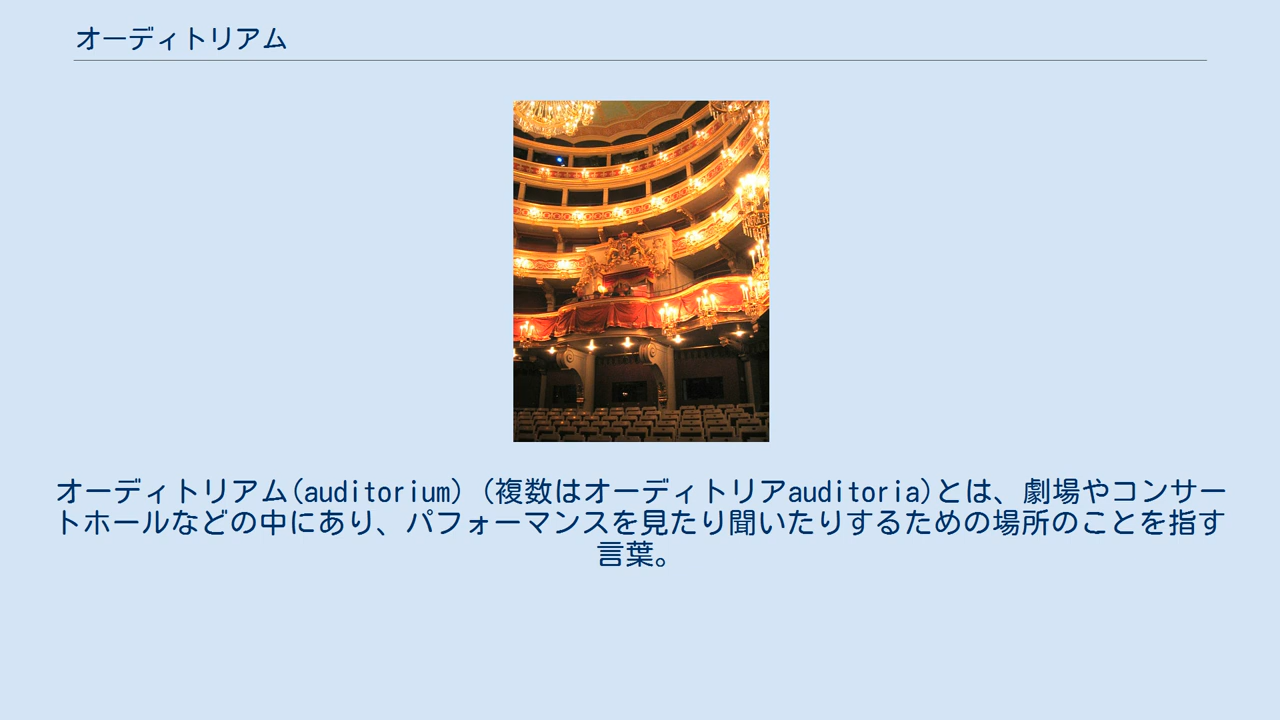 オーディトリアム
オーディトリアム(auditorium) (複数はオーディトリアauditoria)とは、劇場やコンサー
トホールなどの中にあり、パフォーマンスを見たり聞いたりするための場所のことを指す
言葉。